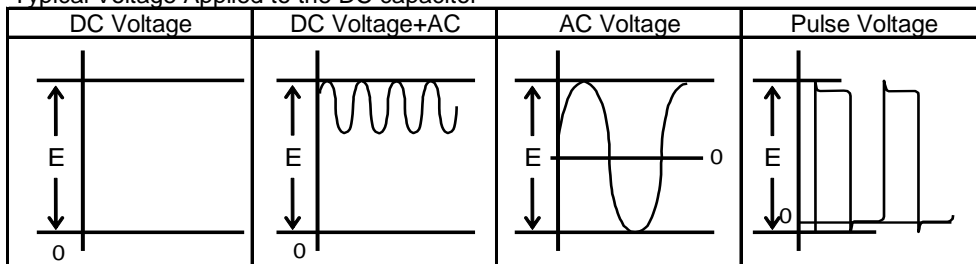 Typical Voltage Applied to the DC capacitor
DC Voltage
DC Voltage+AC
AC Voltage
Pulse Voltage
E
0
E
0
E
0
E
0